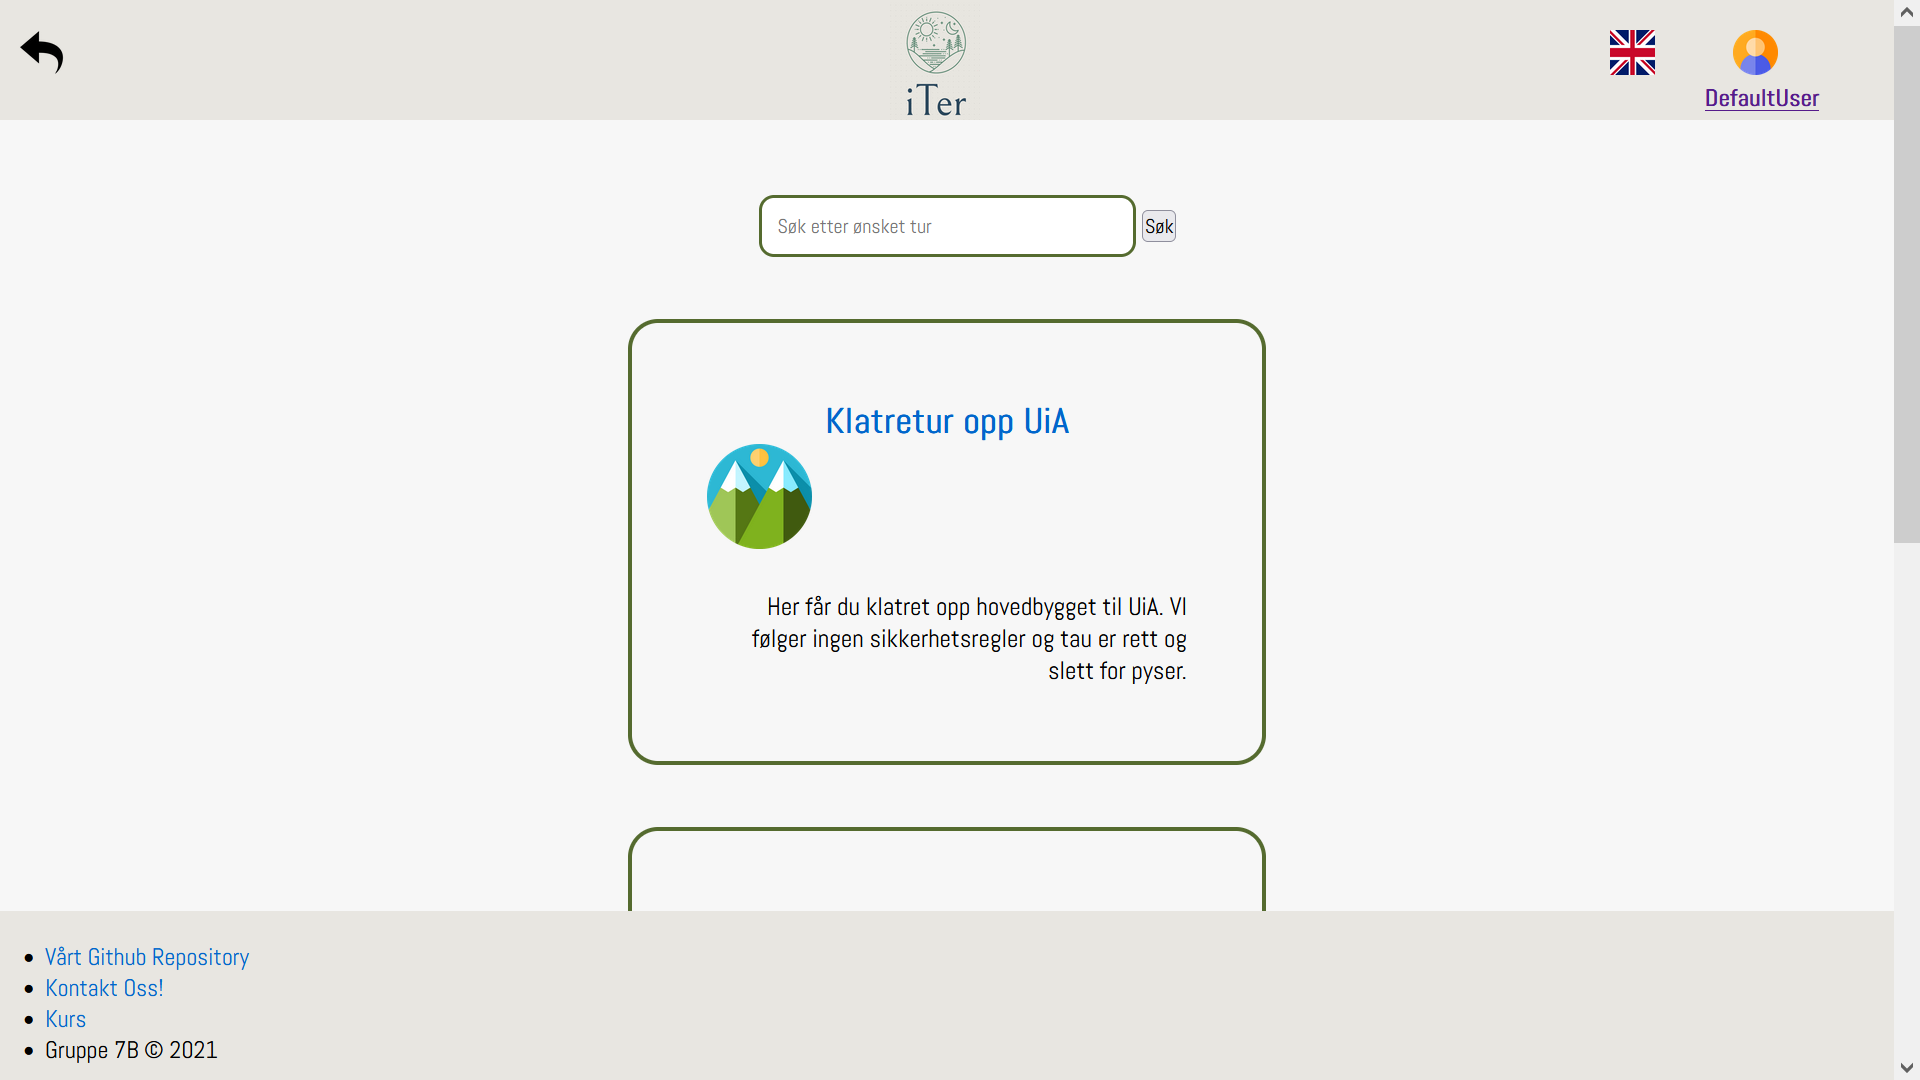 iTer
DefaultUser
Søk etter ønsket tur
Søk
Klatretur opp UiA
Her får du klatret opp hovedbygget til UiA. VI
følger ingen sikkerhetsregler og tau er rett og
slett for pyser.
Vårt Github Repository
Kontakt Oss!
Kurs
Gruppe 7B © 2021